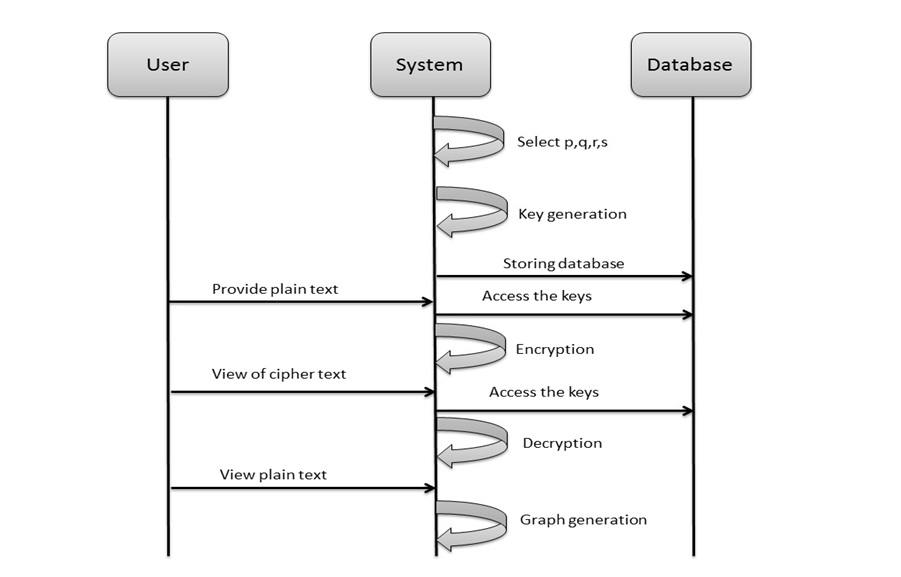 User
System
Database
Select p,q,r,s
Key generation
Storing database
Provide plain text
Access the keys
Encryption
View of cipher text
Access the keys
Decryption
View plain text
Graph generation